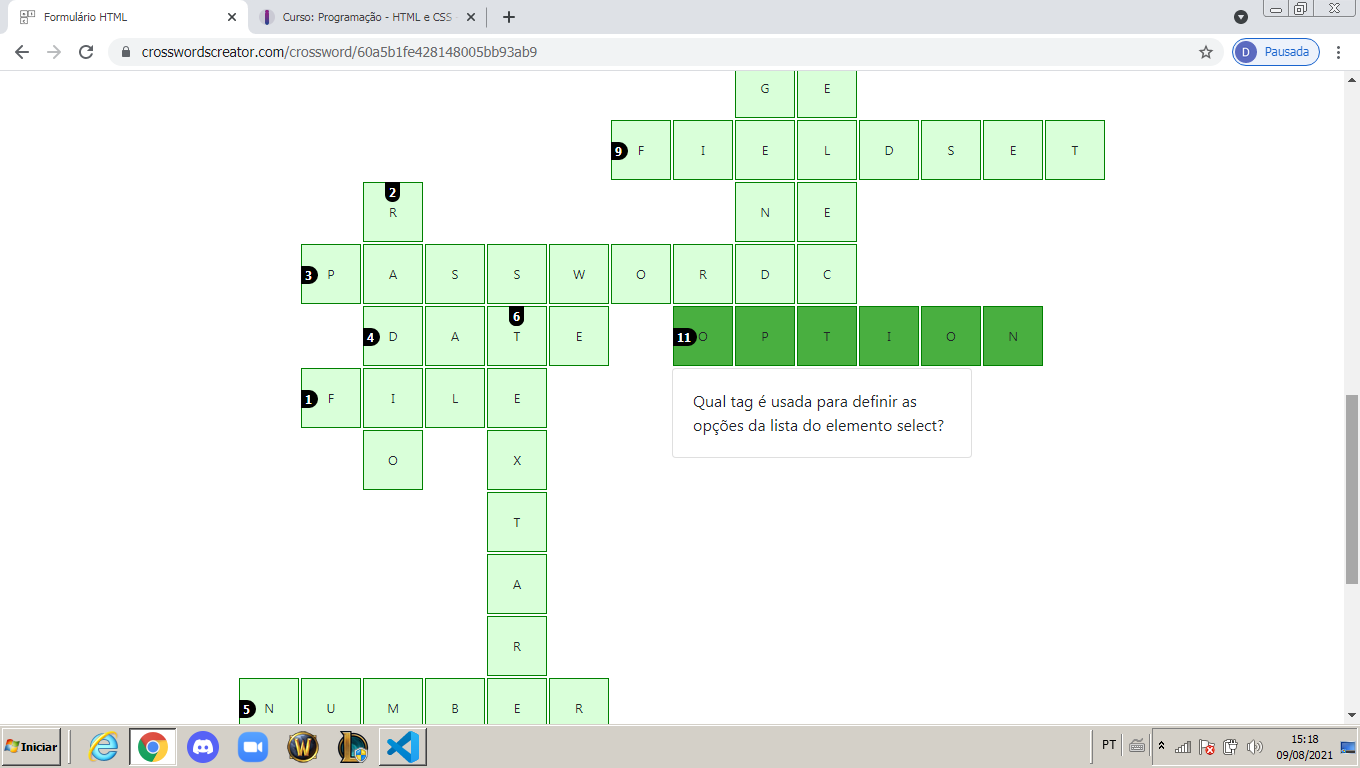 Formulário HTML
Curso: Programação - HTML e CSS
crosswordscreator.com/crossword/60a5b1fe428148005bb93ab9
D
Pausada
G E
9 F I E L D S E T
2
R N E
3 P A S S W O R D C
6
4 D A T E
11 O P T I O N
1 F I L E
Qual tag é usada para definir as
opções da lista do elemento select?
O X
T
A
R
5 N U M B E R
Iniciar
PT
15:18
09/08/2021